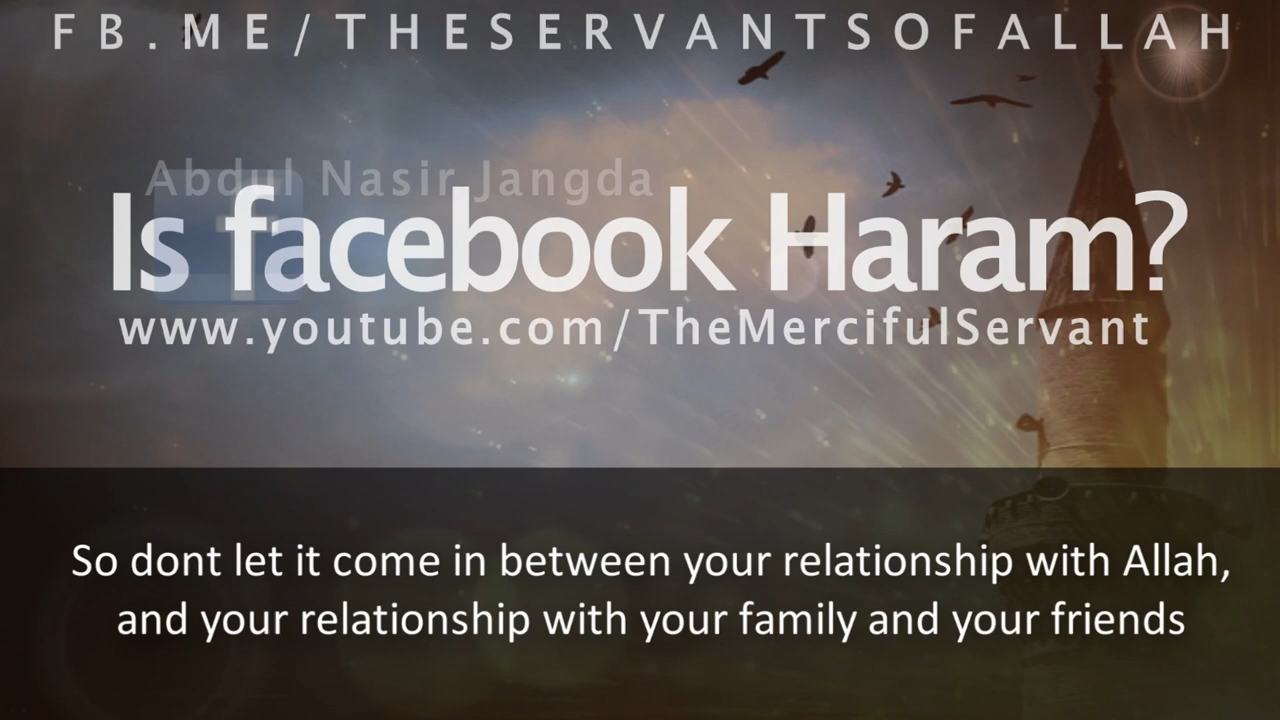 FB.ME/THESERVANTSOFALLAH
Abdul Nasir Jangda
Is facebook Haram?
www.youtube.com/TheMercifulServant
So dont let it come in between your relationship with Allah,
and your relationship with your family and your friends